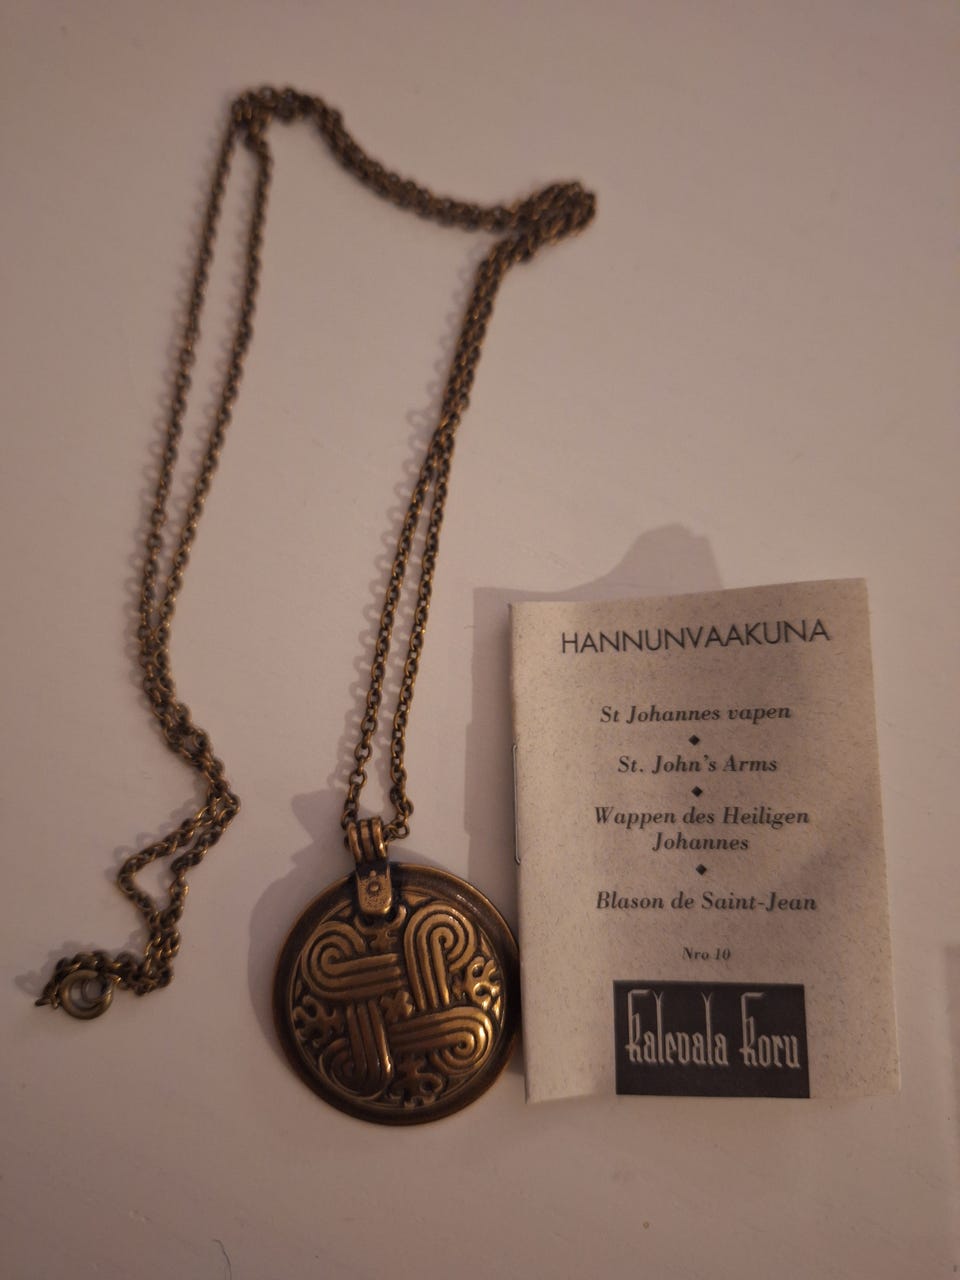 HANNUNVAAKUNA
St Johannes vapen
St. John's Arms
Wappen des Heiligen
Johannes
Blason de Saint-Jean
Nro 10
Kalevala Koru